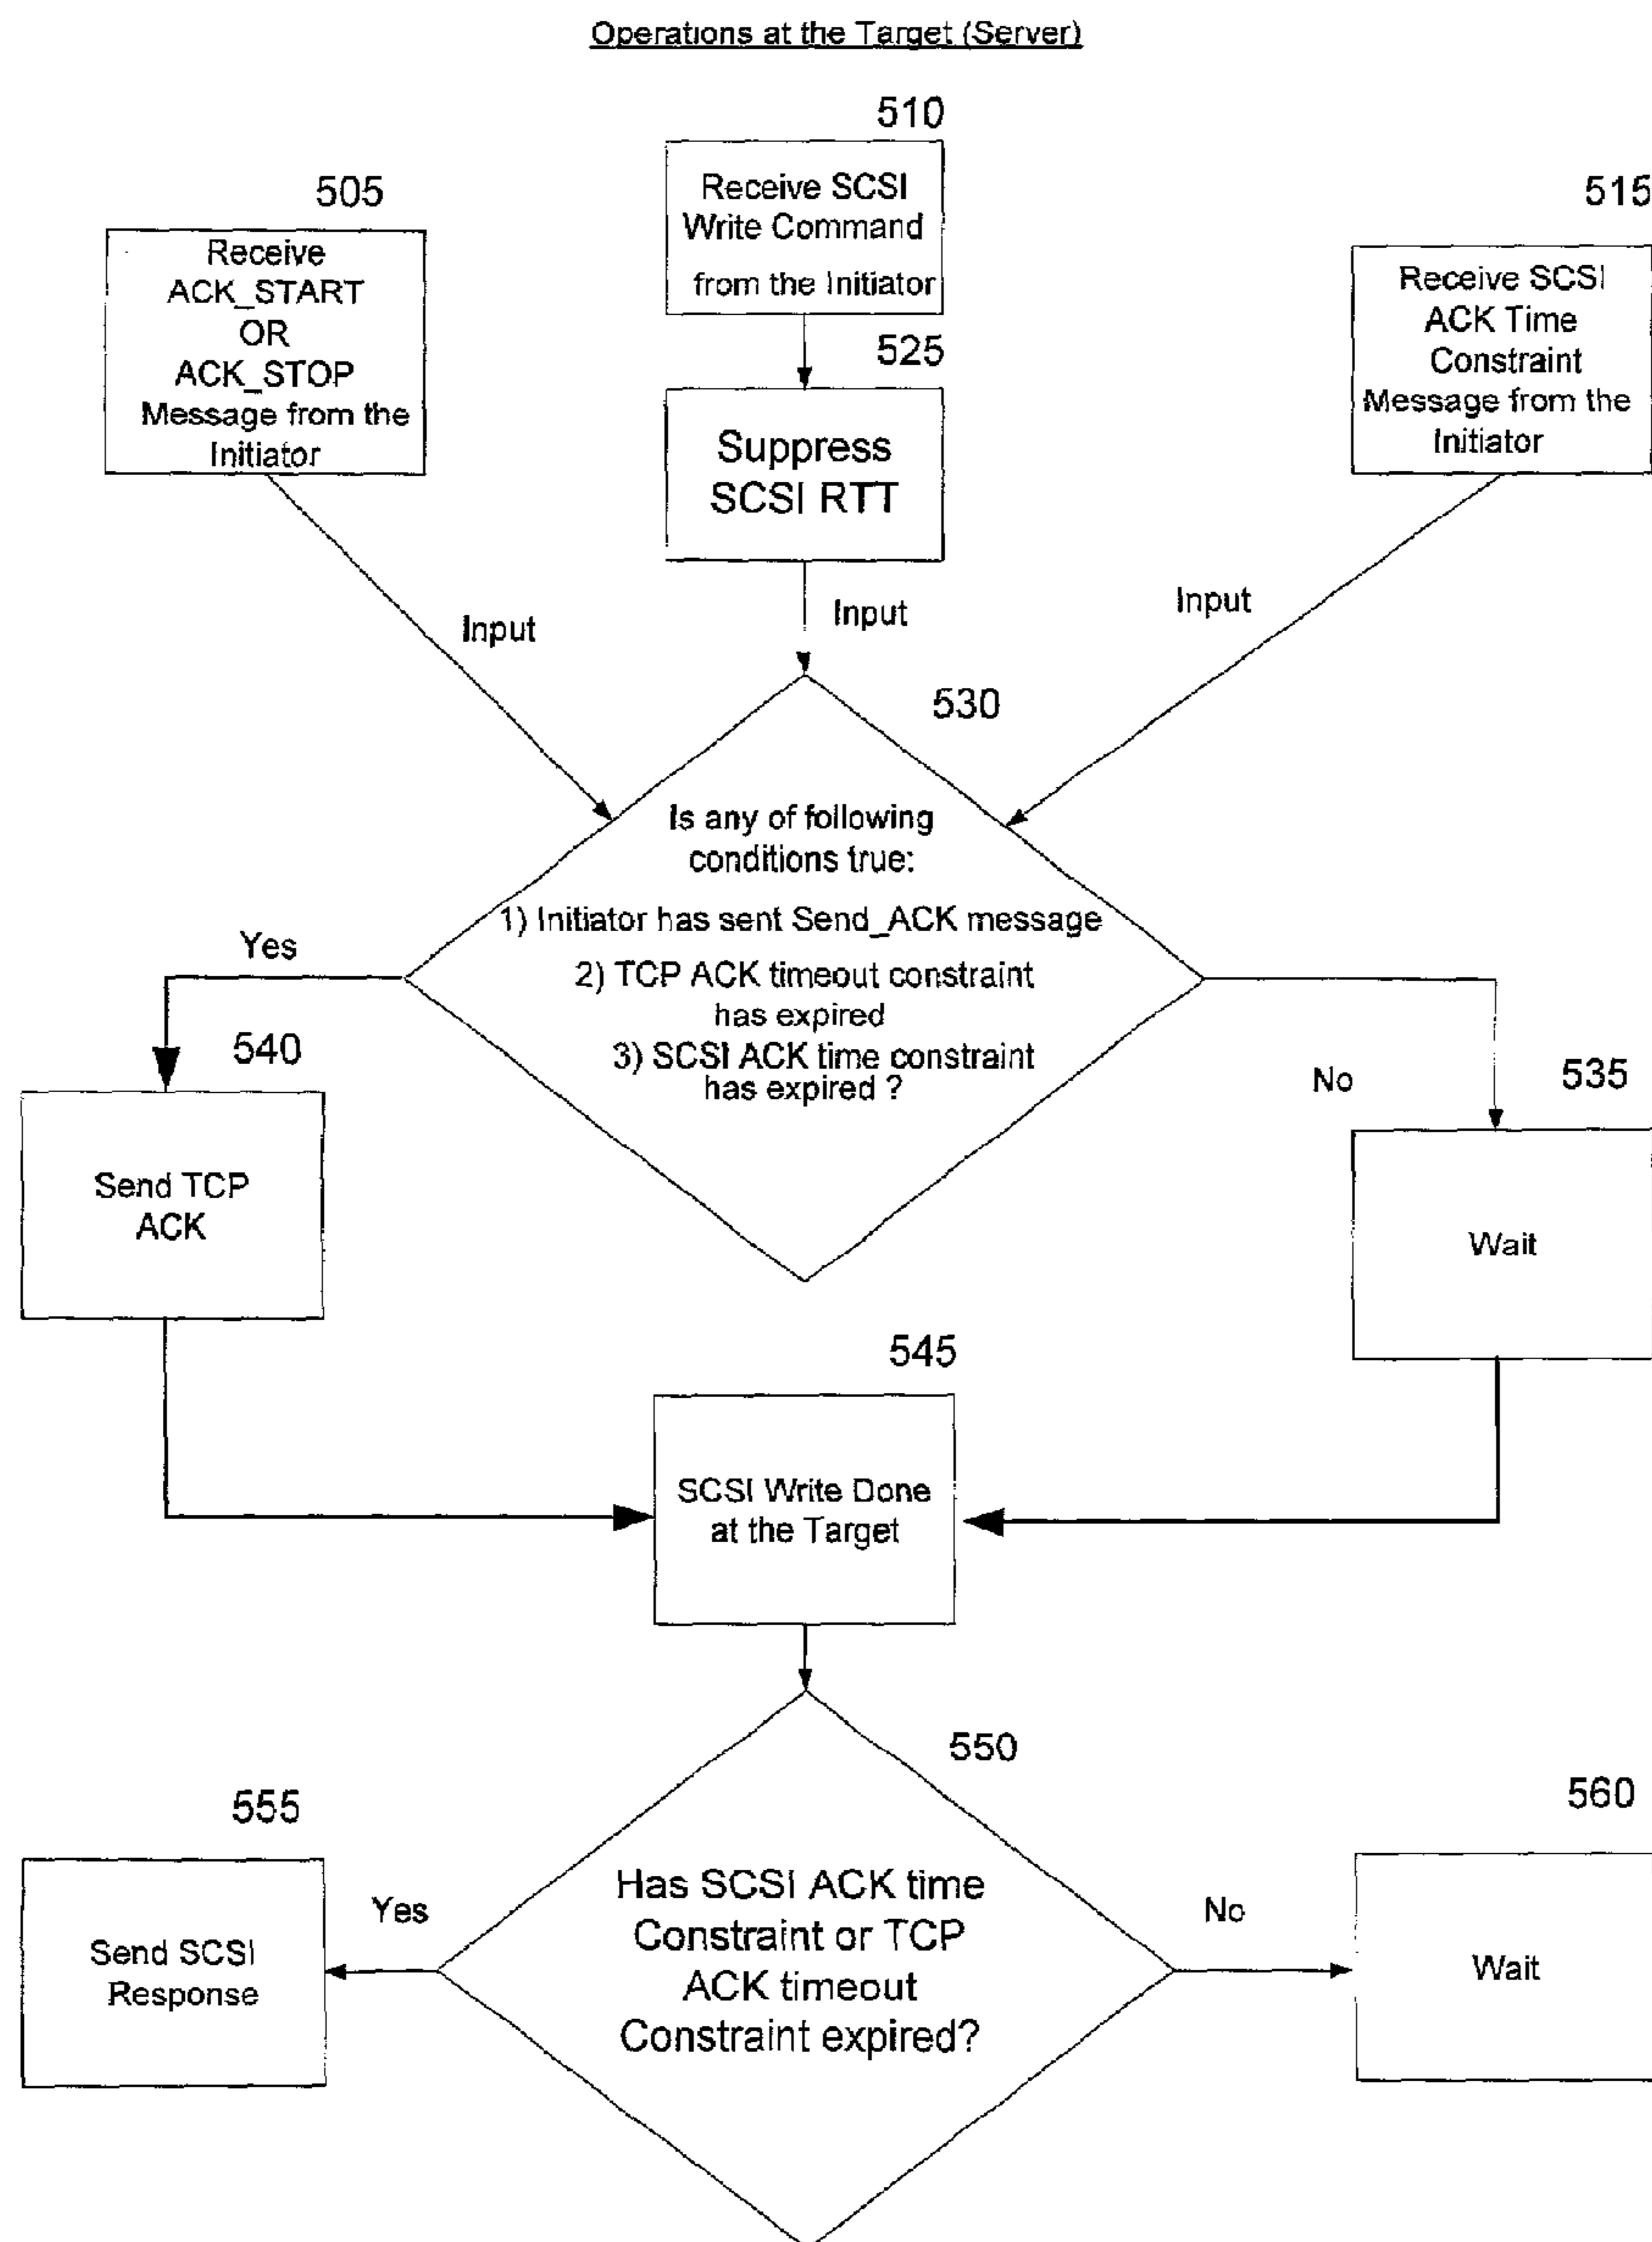 Operations at the Target (Server)
510
Receive SCSI
Write Command
from the Initiator
505
Receive
ACK_START
OR
ACK_STOP
Message from the
Initiator
515
Receive SCSI
ACK Time
Constraint
Message from the
Initiator
525
Suppress
SCSI RTT
Input
Input
Input
530
Is any of following
conditions true:
1) Initiator has sent Send_ACK message
2) TCP ACK timeout constraint
has expired
3) SCSI ACK time constraint
has expired ?
Yes
No
540
Send TCP
ACK
535
Wait
545
SCSI Write Done
at the Target
550
Has SCSI ACK time
Constraint or TCP
ACK timeout
Constraint expired?
Yes
No
555
Send SCSI
Response
560
Wait